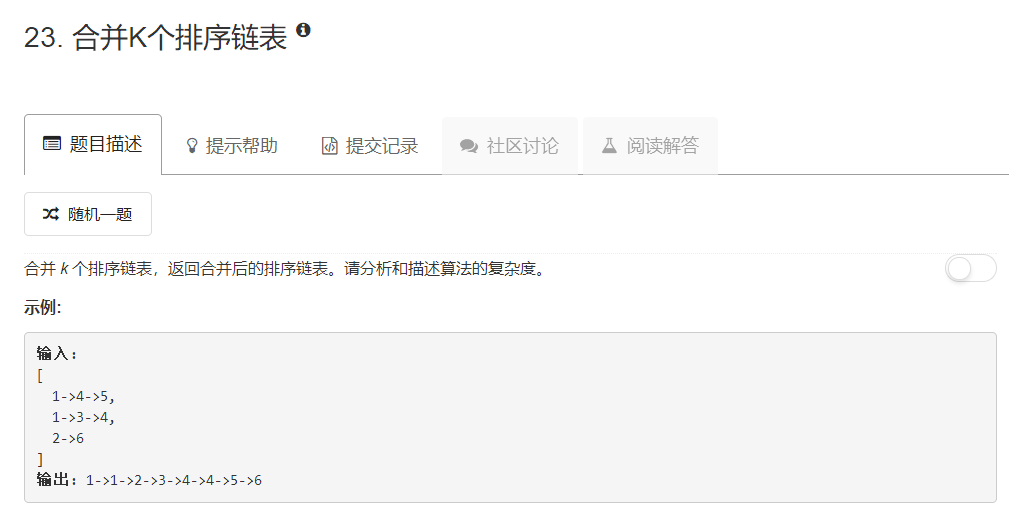 23. 合并K个排序链表
题目描述
提示帮助
提交记录
社区讨论
阅读解答
随机一题
合并 k 个排序链表，返回合并后的排序链表。请分析和描述算法的复杂度。
示例:
输入:
[
  1->4->5,
  1->3->4,
  2->6
]
输出: 1->1->2->3->4->4->5->6